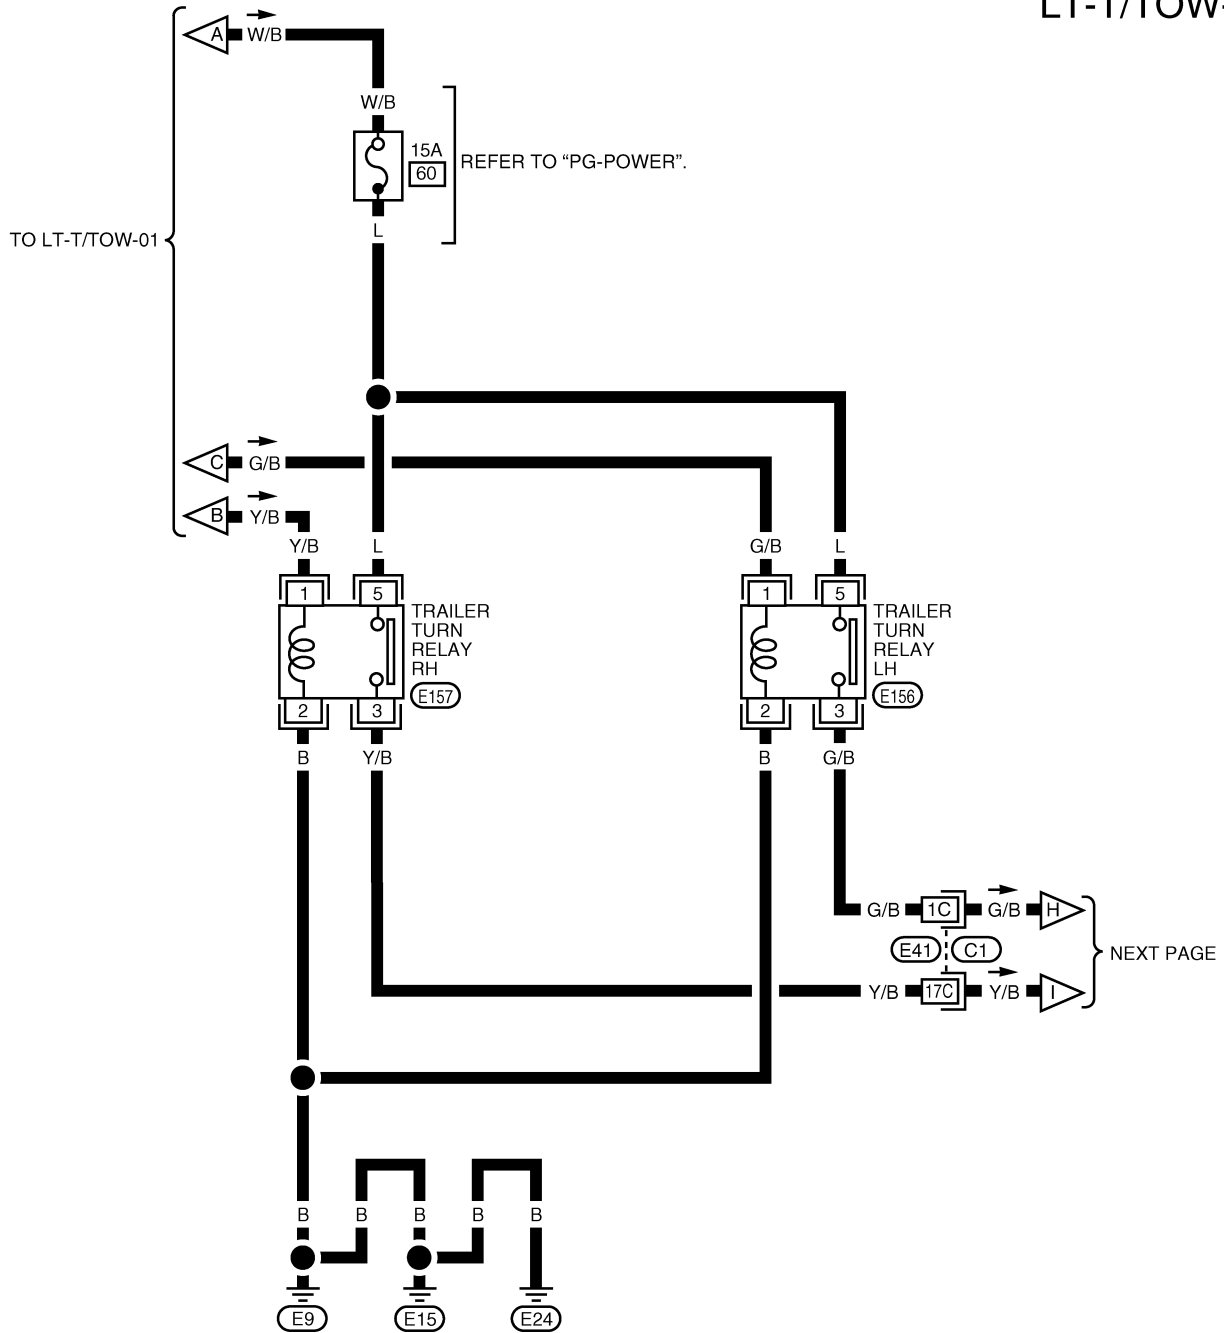 LT-T/TOW-
A W/B
W/B
15A
60
REFER TO “PG-POWER”.
L
TO LT-T/TOW-01
C G/B
B Y/B
Y/B L G/B L
1 5 1 5
TRAILER
TURN
RELAY
RH
E157
TRAILER
TURN
RELAY
LH
E156
2 3 2 3
B Y/B B G/B
G/B 1C G/B H
E41 C1
NEXT PAGE
Y/B 17C Y/B I
B B B B B
E9 E15 E24